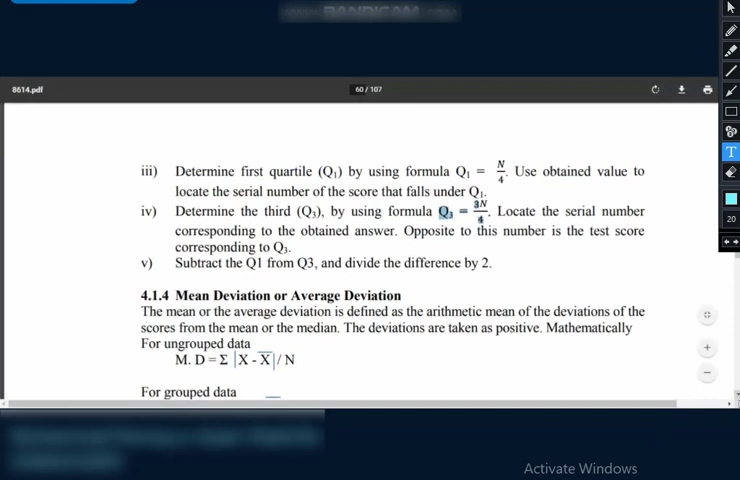 BANDICAM
8614.pdf
60 / 107
iii) Determine first quartile (Q₁) by using formula Q₁ = N/4. Use obtained value to
locate the serial number of the score that falls under Q₁.
iv) Determine the third (Q₃), by using formula Q₃ = 3N/4. Locate the serial number
corresponding to the obtained answer. Opposite to this number is the test score
corresponding to Q₃.
v) Subtract the Q1 from Q3, and divide the difference by 2.
4.1.4 Mean Deviation or Average Deviation
The mean or the average deviation is defined as the arithmetic mean of the deviations of the
scores from the mean or the median. The deviations are taken as positive. Mathematically
For ungrouped data
M. D = Σ |X - X̅| / N
For grouped data
T
20
Activate Windows